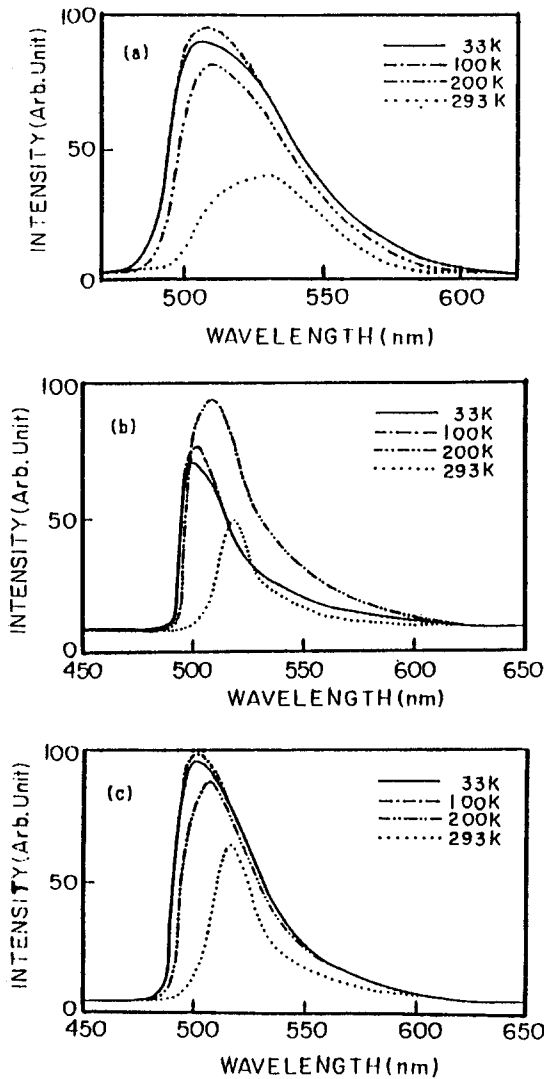 (a)
33K
100K
200K
293K
INTENSITY(Arb.Unit)
100
50
0
500
550
600
WAVELENGTH(nm)
(b)
33K
100K
200K
293K
INTENSITY(Arb.Unit)
100
50
0
450
500
550
600
650
WAVELENGTH(nm)
(c)
33K
100K
200K
293K
INTENSITY(Arb.Unit)
100
50
0
450
500
550
600
650
WAVELENGTH(nm)